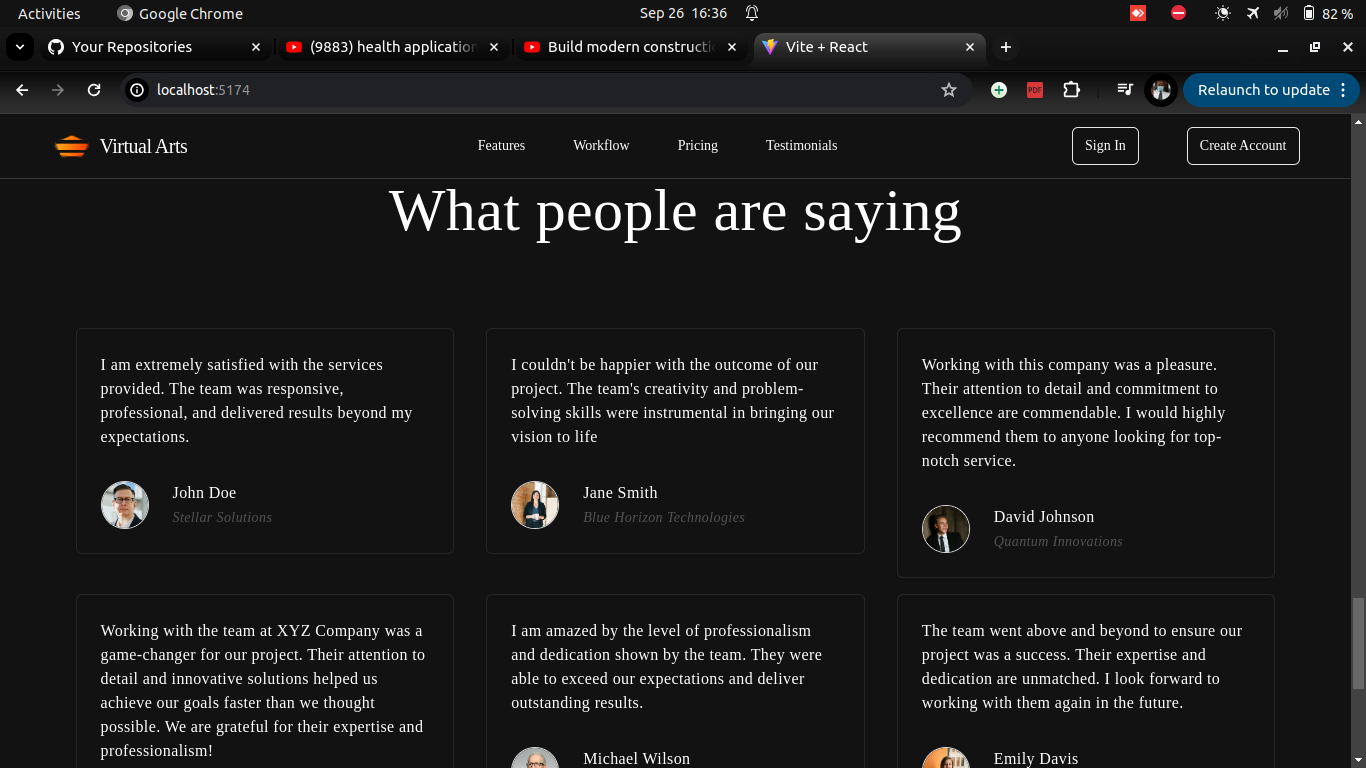 Activities
Google Chrome
Sep 26 16:36
82 %
Your Repositories
(9883) health application
Build modern constructi
Vite + React
localhost:5174
PDF
Relaunch to update
Virtual Arts
Features
Workflow
Pricing
Testimonials
Sign In
Create Account
What people are saying
I am extremely satisfied with the services
provided. The team was responsive,
professional, and delivered results beyond my
expectations.
John Doe
Stellar Solutions
I couldn't be happier with the outcome of our
project. The team's creativity and problem-
solving skills were instrumental in bringing our
vision to life
Jane Smith
Blue Horizon Technologies
Working with this company was a pleasure.
Their attention to detail and commitment to
excellence are commendable. I would highly
recommend them to anyone looking for top-
notch service.
David Johnson
Quantum Innovations
Working with the team at XYZ Company was a
game-changer for our project. Their attention to
detail and innovative solutions helped us
achieve our goals faster than we thought
possible. We are grateful for their expertise and
professionalism!
I am amazed by the level of professionalism
and dedication shown by the team. They were
able to exceed our expectations and deliver
outstanding results.
Michael Wilson
The team went above and beyond to ensure our
project was a success. Their expertise and
dedication are unmatched. I look forward to
working with them again in the future.
Emily Davis